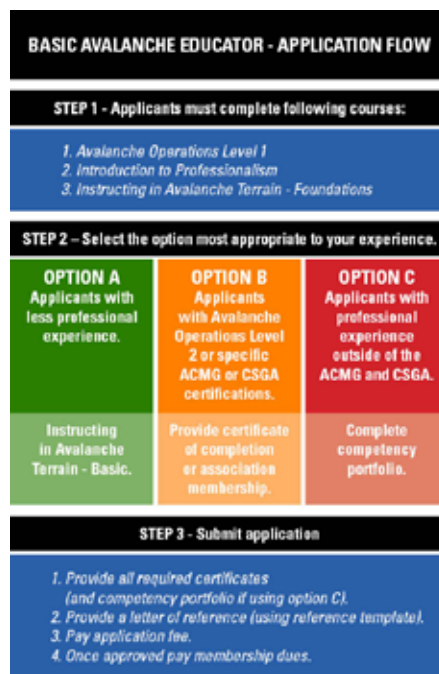 BASIC AVALANCHE EDUCATOR - APPLICATION FLOW
STEP 1 - Applicants must complete following courses:
1. Avalanche Operations Level 1
2. Introduction to Professionalism
3. Instructing in Avalanche Terrain - Foundations
STEP 2 – Select the option most appropriate to your experience.
OPTION A
Applicants with
less professional
experience.
Instructing
in Avalanche
Terrain - Basic.
OPTION B
Applicants
with Avalanche
Operations Level
2 or specific
ACMG or CSGA
certifications.
Provide certificate
of completion
or association
membership.
OPTION C
Applicants with
professional
experience
outside of the
ACMG and CSGA.
Complete
competency
portfolio.
STEP 3 - Submit application
1. Provide all required certificates
(and competency portfolio if using option C).
2. Provide a letter of reference (using reference template).
3. Pay application fee.
4. Once approved pay membership dues.